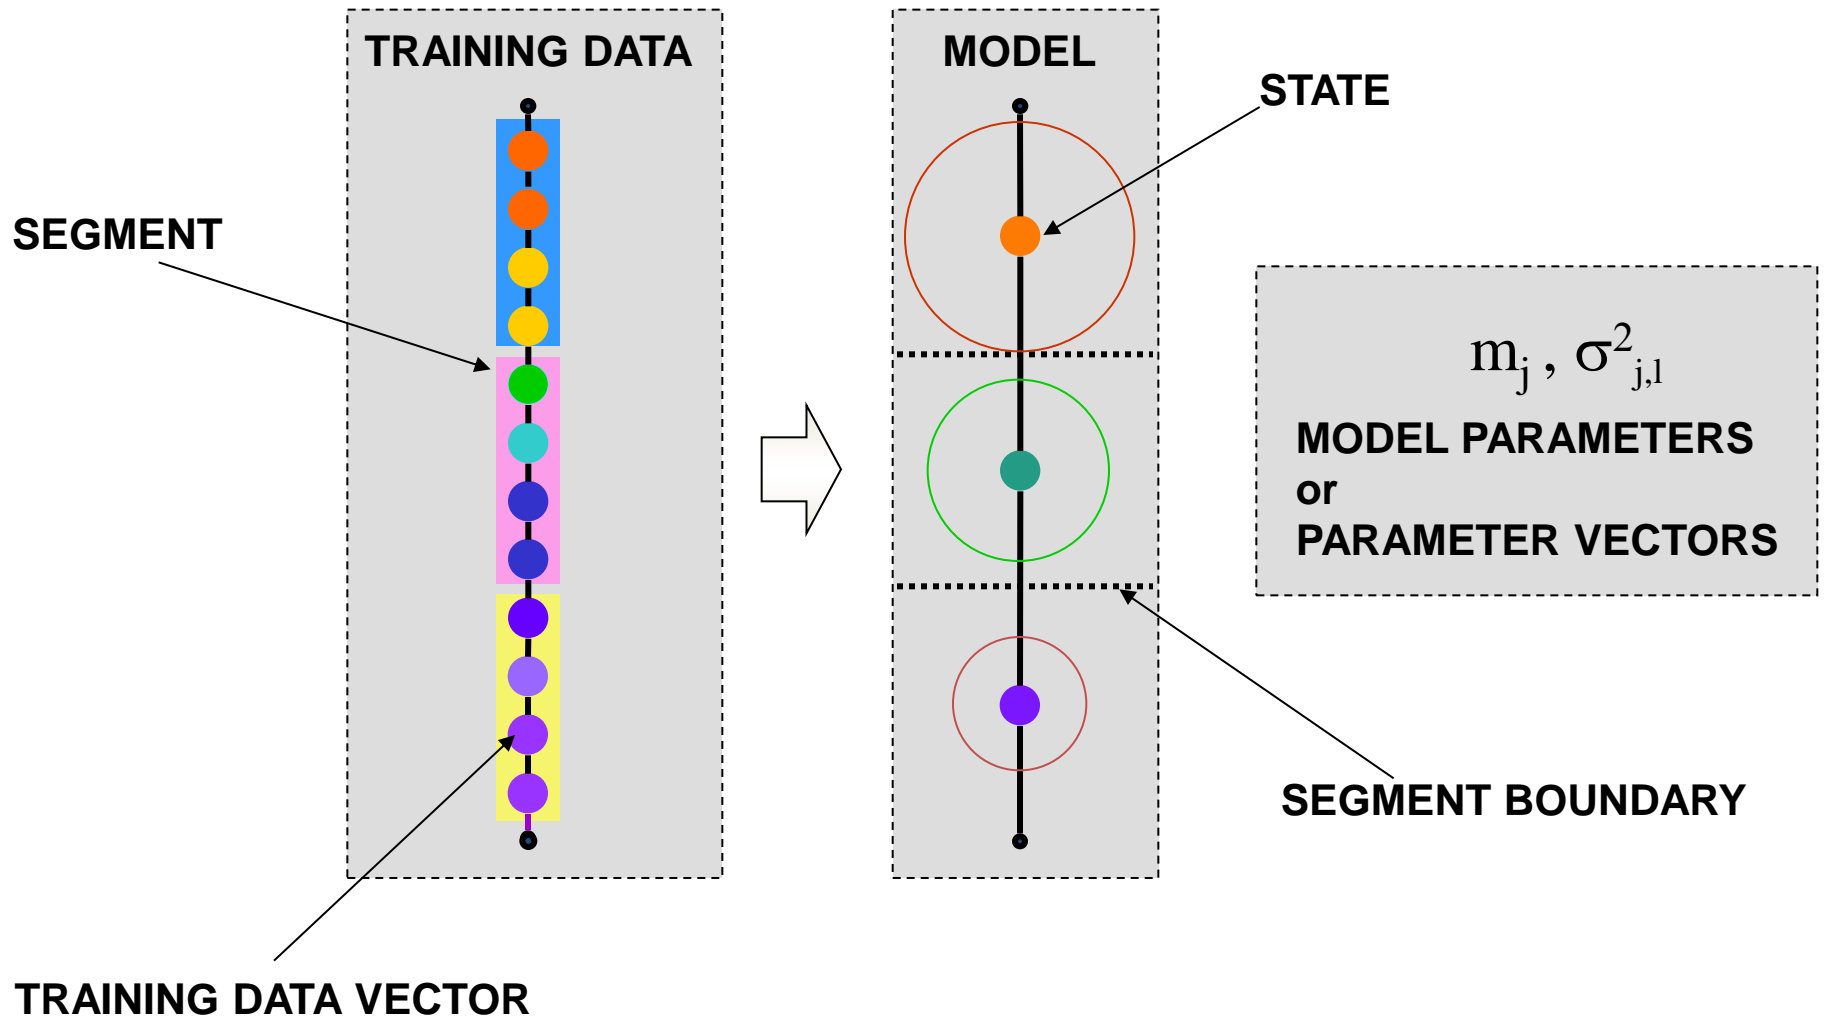 TRAINING DATA
MODEL
STATE
SEGMENT
mj , σ²j,l
MODEL PARAMETERS
or
PARAMETER VECTORS
SEGMENT BOUNDARY
TRAINING DATA VECTOR